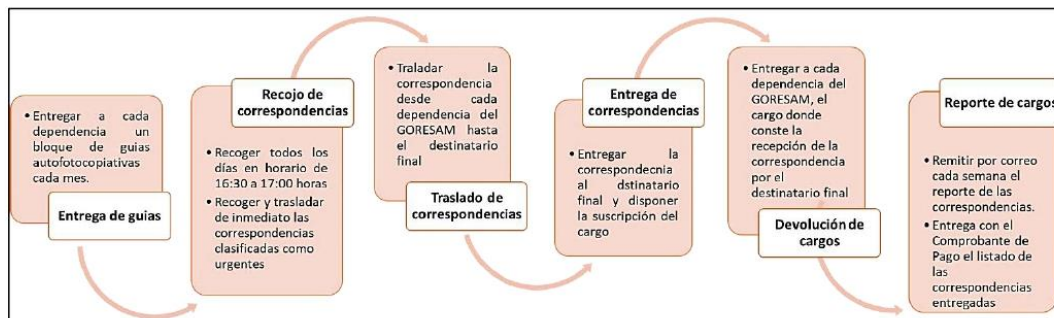 • Entregar a cada
dependencia un
bloque de guias
autofotocopiativas
cada mes.
Entrega de guias
Recojo de
correspondencias
• Recoger todos los
días en horario de
16:30 a 17:00 horas
• Recoger y trasladar
de inmediato las
correspondencias
clasificadas como
urgentes
• Traladar la
correspondencia
desde cada
dependencia del
GORESAM hasta
el destinatario
final
Traslado de
correspondencias
Entrega de
correspondencias
• Entregar la
correspondecnia
al dstinatario
final y disponer
la suscripción del
cargo
• Entregar a cada
dependencia del
GORESAM, el
cargo donde
conste la
recepción de la
correspondencia
por el
destinatario final
Devolución de
cargos
Reporte de cargos
• Remitir por correo
cada semana el
reporte de las
correspondencias.
• Entrega con el
Comprobante de
Pago el listado de
las
correspondencias
entregadas